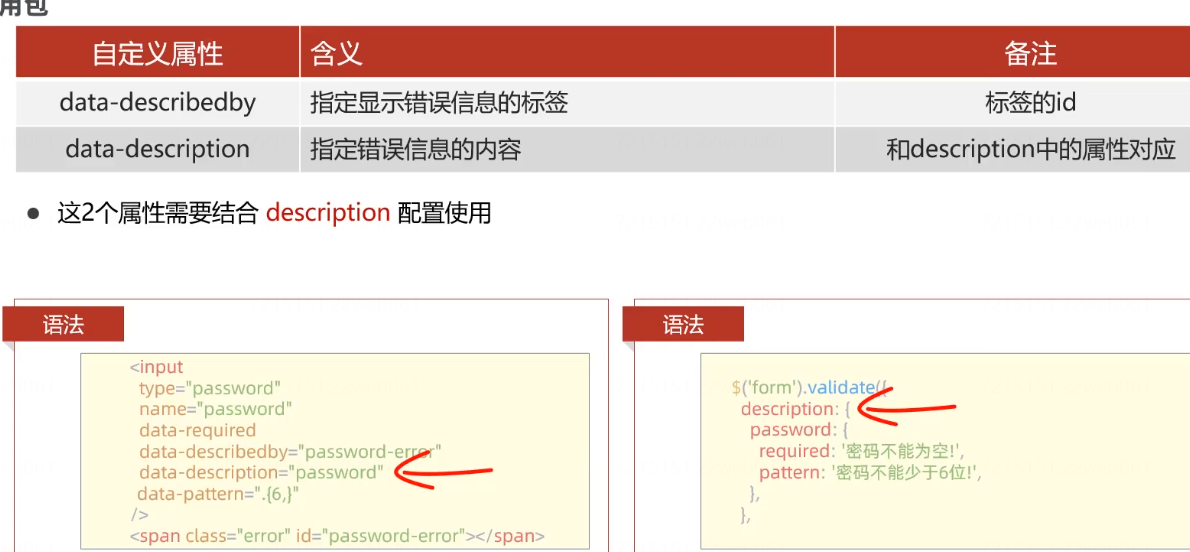 用包
自定义属性 含义 备注
data-describedby 指定显示错误信息的标签 标签的id
data-description 指定错误信息的内容 和description中的属性对应
● 这2个属性需要结合 description 配置使用
语法
<input
type="password"
name="password"
data-required
data-describedby="password-error"
data-description="password"
data-pattern=".{6,}"
/>
<span class="error" id="password-error"></span>
语法
$('form').validate({
description: {
password: {
required: '密码不能为空!',
pattern: '密码不能少于6位!',
},
},